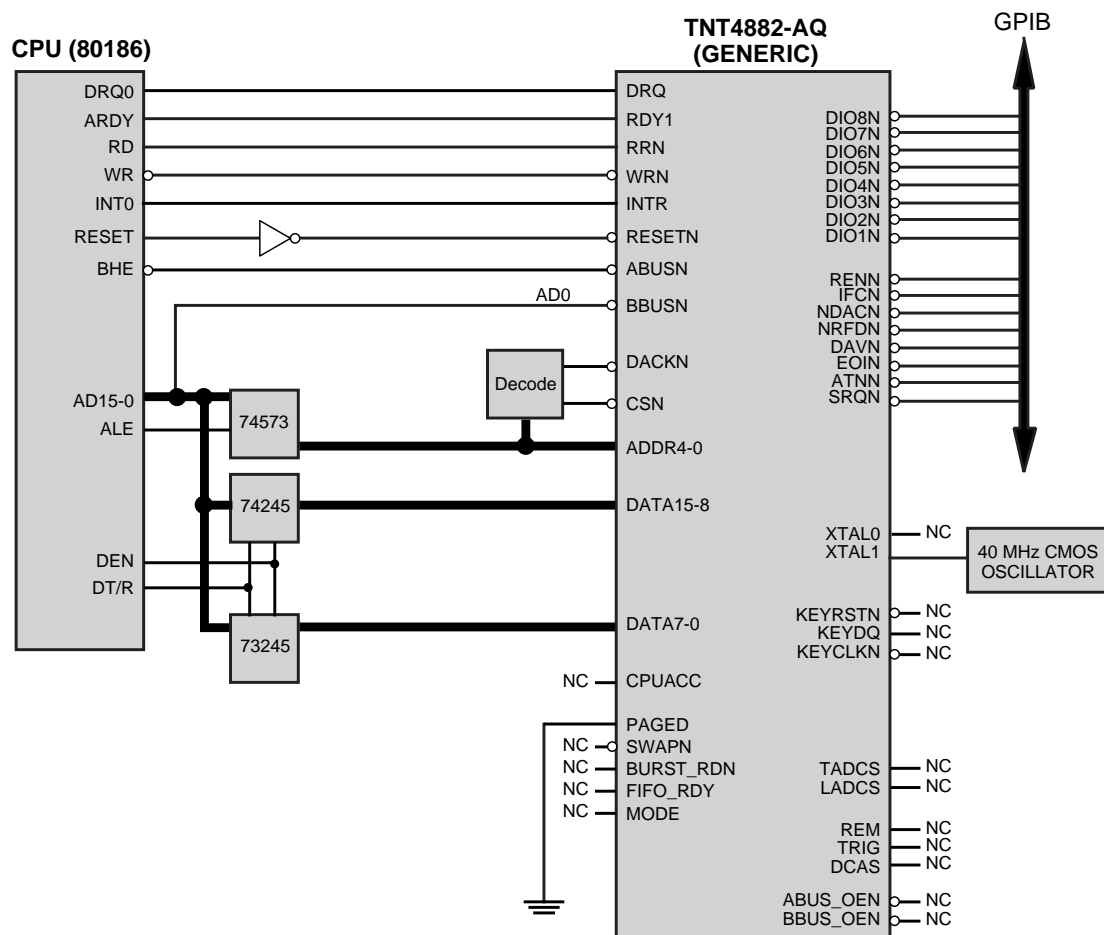 CPU (80186)
DRQ0
ARDY
RD
WR
INT0
RESET
BHE
AD15-0
ALE
DEN
DT/R
AD0
Decode
74573
74245
73245
TNT4882-AQ
(GENERIC)
DRQ
RDY1
RRN
WRN
INTR
RESETN
ABUSN
BBUSN
DACKN
CSN
ADDR4-0
DATA15-8
DATA7-0
NC CPUACC
PAGED
NC SWAPN
NC BURST_RDN
NC FIFO_RDY
NC MODE
GPIB
DIO8N
DIO7N
DIO6N
DIO5N
DIO4N
DIO3N
DIO2N
DIO1N
RENN
IFCN
NDACN
NRFDN
DAVN
EOIN
ATNN
SRQN
XTAL0 NC
XTAL1
40 MHz CMOS
OSCILLATOR
KEYRSTN NC
KEYDQ NC
KEYCLKN NC
TADCS NC
LADCS NC
REM NC
TRIG NC
DCAS NC
ABUS_OEN NC
BBUS_OEN NC